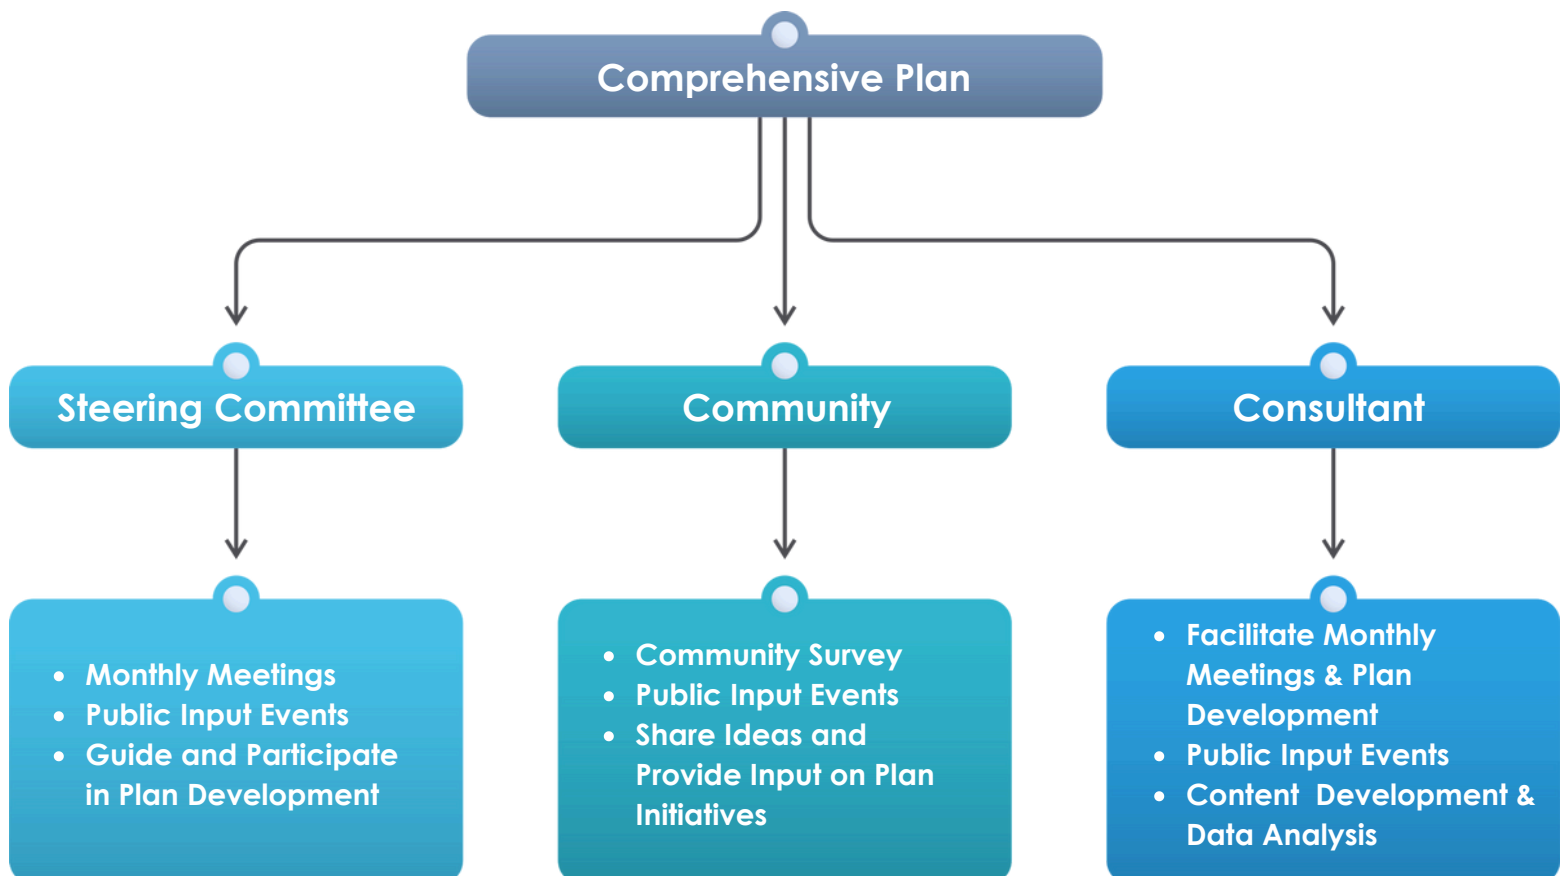 Comprehensive Plan
Steering Committee
Community
Consultant
• Monthly Meetings
• Public Input Events
• Guide and Participate
in Plan Development
• Community Survey
• Public Input Events
• Share Ideas and
Provide Input on Plan
Initiatives
• Facilitate Monthly
Meetings & Plan
Development
• Public Input Events
• Content Development &
Data Analysis